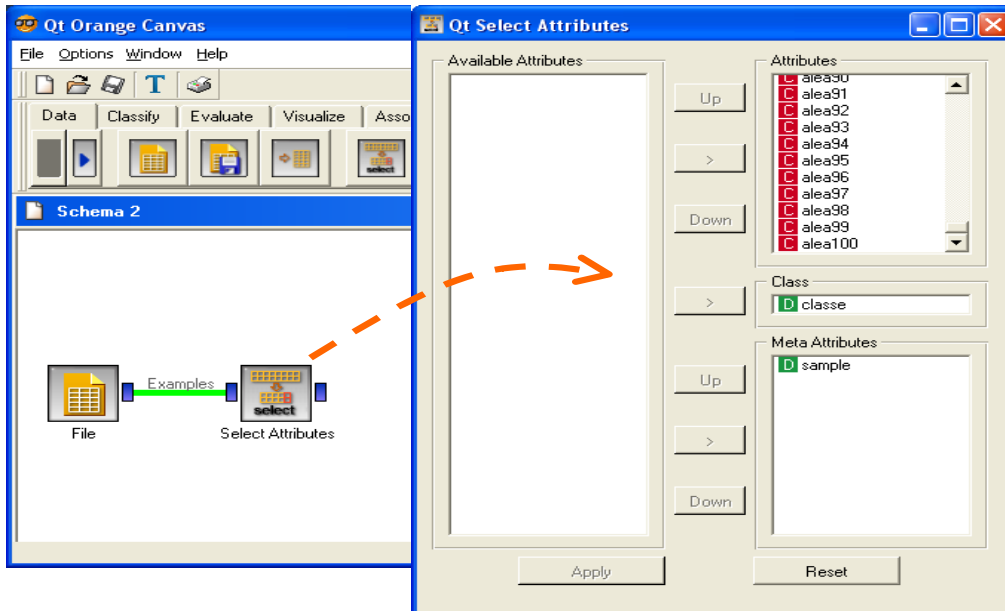 Qt Orange Canvas
File Options Window Help
T
Data Classify Evaluate Visualize Asso
select
Schema 2
Examples
select
File
Select Attributes
Qt Select Attributes
Available Attributes
Up
>
Down
>
Up
>
Down
Attributes
C alea90
C alea91
C alea92
C alea93
C alea94
C alea95
C alea96
C alea97
C alea98
C alea99
C alea100
Class
D classe
Meta Attributes
D sample
Apply
Reset